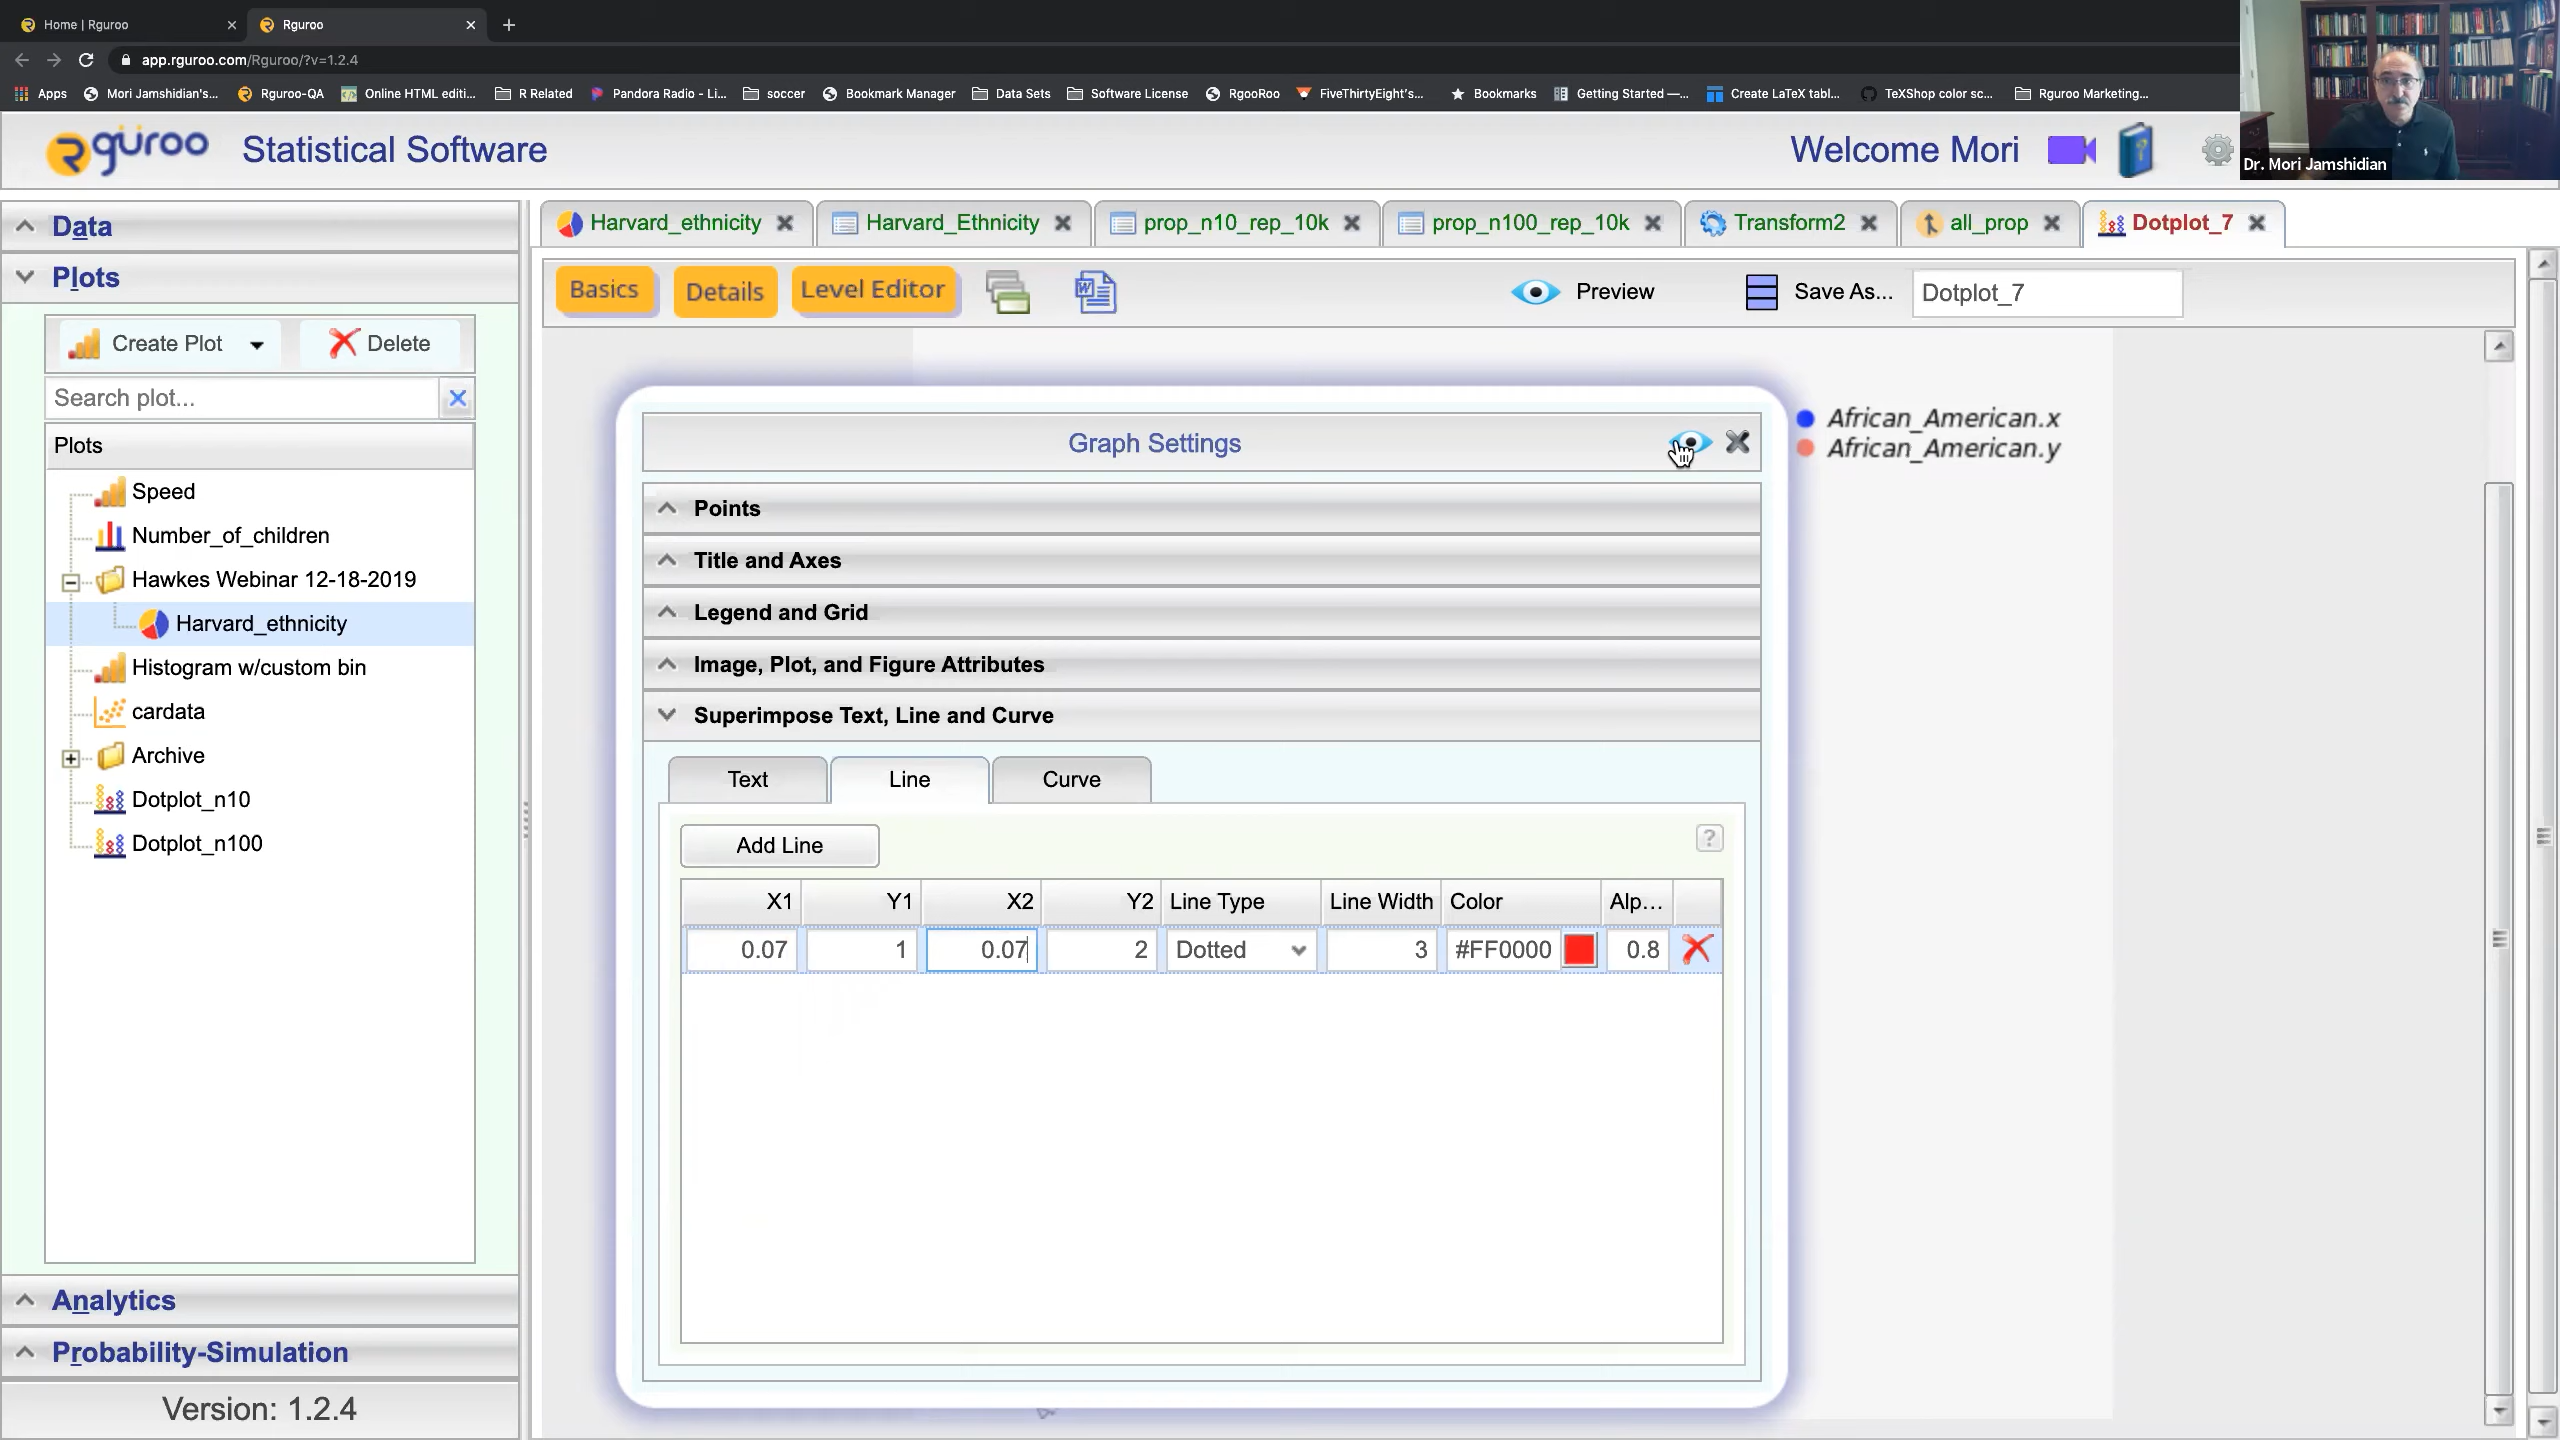 Home | Rguroo
Rguroo
app.rguroo.com/Rguroo/?v=1.2.4
Apps Mori Jamshidian's... Rguroo-QA Online HTML editi... R Related Pandora Radio - Li... soccer Bookmark Manager Data Sets Software License RgooRoo FiveThirtyEight's... Bookmarks Getting Started —... Create LaTeX tabl... TeXShop color sc... Rguroo Marketing...
Rguroo Statistical Software
Welcome Mori
Dr. Mori Jamshidian
Data
Plots
Create Plot
Delete
Search plot...
Plots
Speed
Number_of_children
Hawkes Webinar 12-18-2019
Harvard_ethnicity
Histogram w/custom bin
cardata
Archive
Dotplot_n10
Dotplot_n100
Analytics
Probability-Simulation
Version: 1.2.4
Harvard_ethnicity Harvard_Ethnicity prop_n10_rep_10k prop_n100_rep_10k Transform2 all_prop Dotplot_7
Basics Details Level Editor W Preview Save As... Dotplot_7
African_American.x
African_American.y
Graph Settings
Points
Title and Axes
Legend and Grid
Image, Plot, and Figure Attributes
Superimpose Text, Line and Curve
Text Line Curve
Add Line ?
X1 Y1 X2 Y2 Line Type Line Width Color Alp...
0.07 1 0.07 2 Dotted 3 #FF0000 0.8